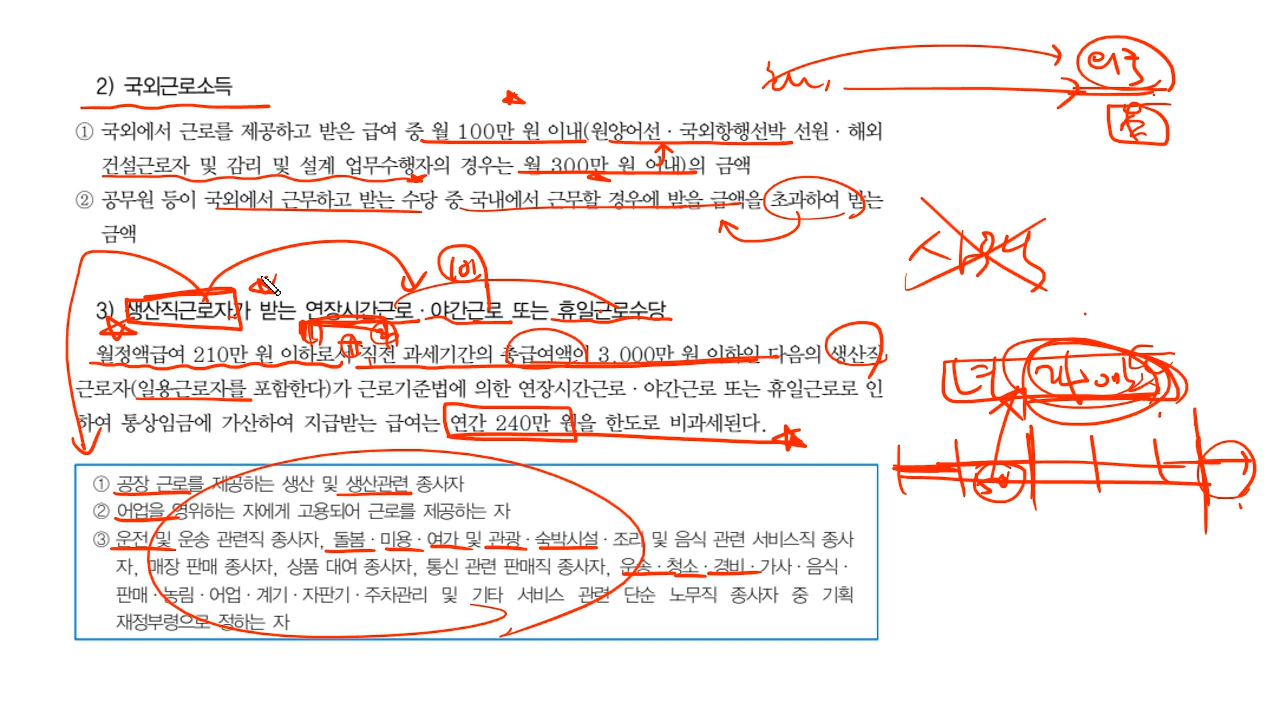 2) 국외근로소득
① 국외에서 근로를 제공하고 받은 급여 중 월 100만 원 이내(원양어선 · 국외항행선박 선원 · 해외
건설근로자 및 감리 및 설계 업무수행자의 경우는 월 300만 원 이내)의 금액
② 공무원 등이 국외에서 근무하고 받는 수당 중 국내에서 근무할 경우에 받을 금액을 초과하여 받는
금액
3) 생산직근로자가 받는 연장시간근로 · 야간근로 또는 휴일근로수당
월정액급여 210만 원 이하로서 직전 과세기간의 총급여액이 3,000만 원 이하일 다음의 생산직
근로자(일용근로자를 포함한다)가 근로기준법에 의한 연장시간근로 · 야간근로 또는 휴일근로로 인
하여 통상임금에 가산하여 지급받는 급여는 연간 240만 원을 한도로 비과세된다.
① 공장 근로를 제공하는 생산 및 생산관련 종사자
② 어업을 영위하는 자에게 고용되어 근로를 제공하는 자
③ 운전 및 운송 관련직 종사자, 돌봄 · 미용 · 여가 및 관광 · 숙박시설 · 조리 및 음식 관련 서비스직 종사
자, 매장 판매 종사자, 상품 대여 종사자, 통신 관련 판매직 종사자, 운송 · 청소 · 경비 · 가사 · 음식 ·
판매 · 농림 · 어업 · 계기 · 자판기 · 주차관리 및 기타 서비스 관련 단순 노무직 종사자 중 기획
재정부령으로 정하는 자